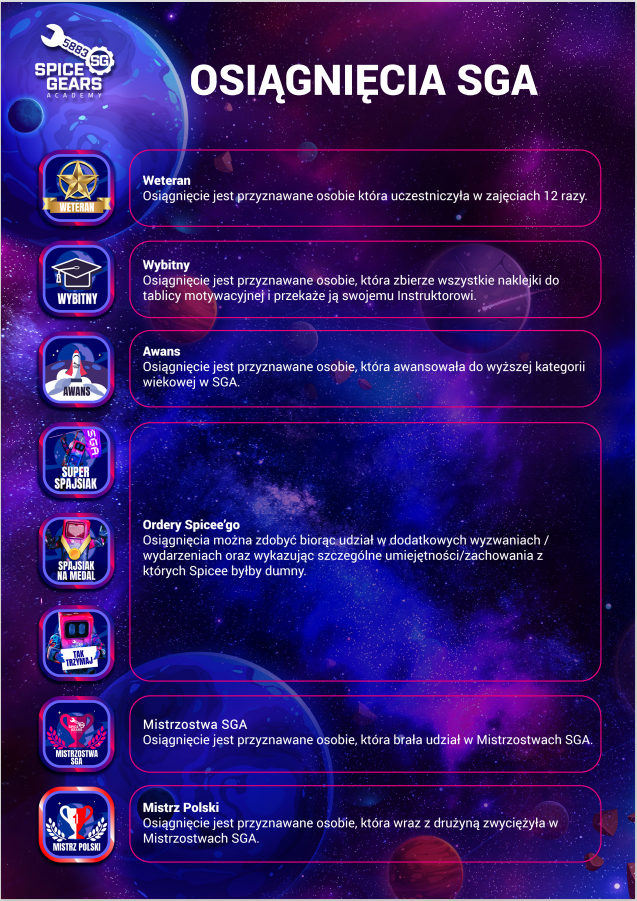 5883
SG
SPICE
GEARS
ACADEMY
OSIĄGNIĘCIA SGA
WETERAN
Weteran
Osiągnięcie jest przyznawane osobie która uczestniczyła w zajęciach 12 razy.
WYBITNY
Wybitny
Osiągnięcie jest przyznawane osobie, która zbierze wszystkie naklejki do
tablicy motywacyjnej i przekaże ją swojemu Instruktorowi.
AWANS
Awans
Osiągnięcie jest przyznawane osobie, która awansowała do wyższej kategorii
wiekowej w SGA.
SGA
SUPER
SPAJSIAK
SPAJSIAK
NA MEDAL
TAK
TRZYMAJ
Ordery Spicee'go
Osiągnięcia można zdobyć biorąc udział w dodatkowych wyzwaniach /
wydarzeniach oraz wykazując szczególne umiejętności/zachowania z
których Spicee byłby dumny.
SPICE
GEARS
MISTRZOSTWA
SGA
Mistrzostwa SGA
Osiągnięcie jest przyznawane osobie, która brała udział w Mistrzostwach SGA.
MISTRZ POLSKI
Mistrz Polski
Osiągnięcie jest przyznawane osobie, która wraz z drużyną zwyciężyła w
Mistrzostwach SGA.